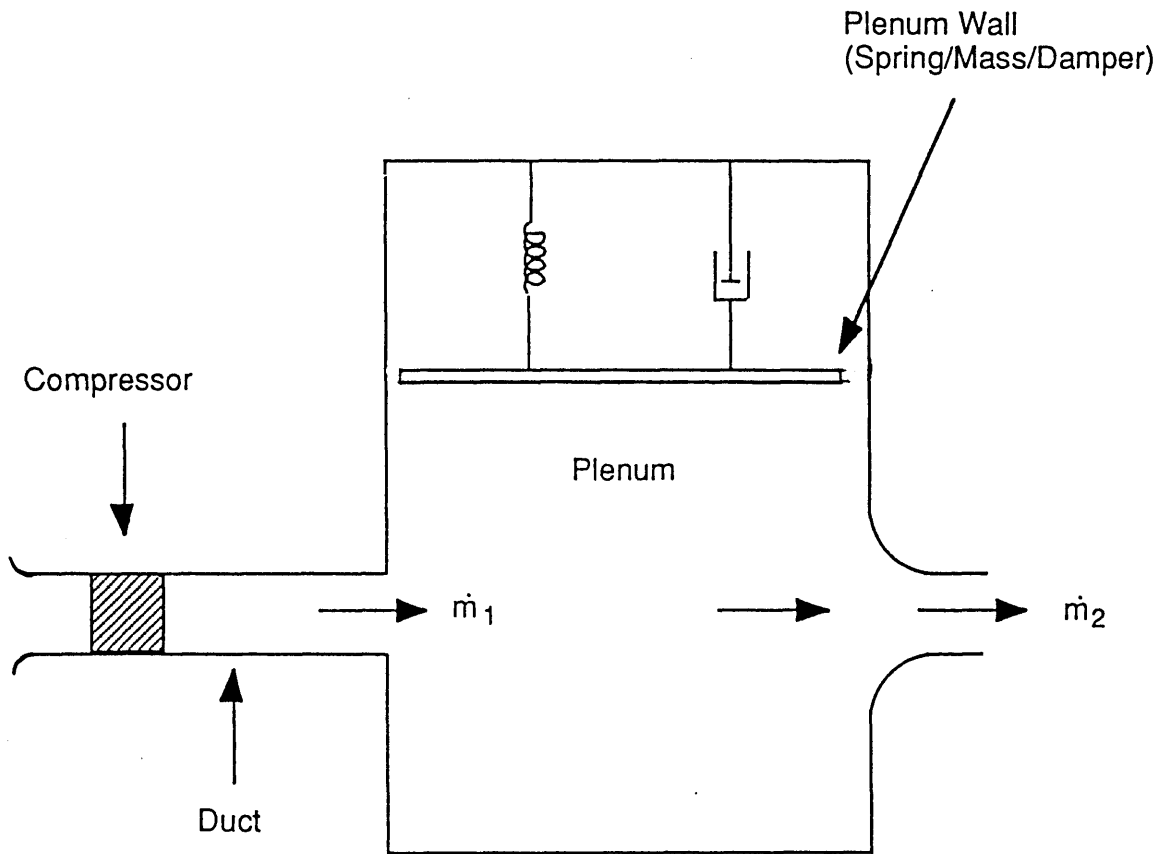 Plenum Wall
(Spring/Mass/Damper)
Compressor
Plenum
ṁ1
ṁ2
Duct